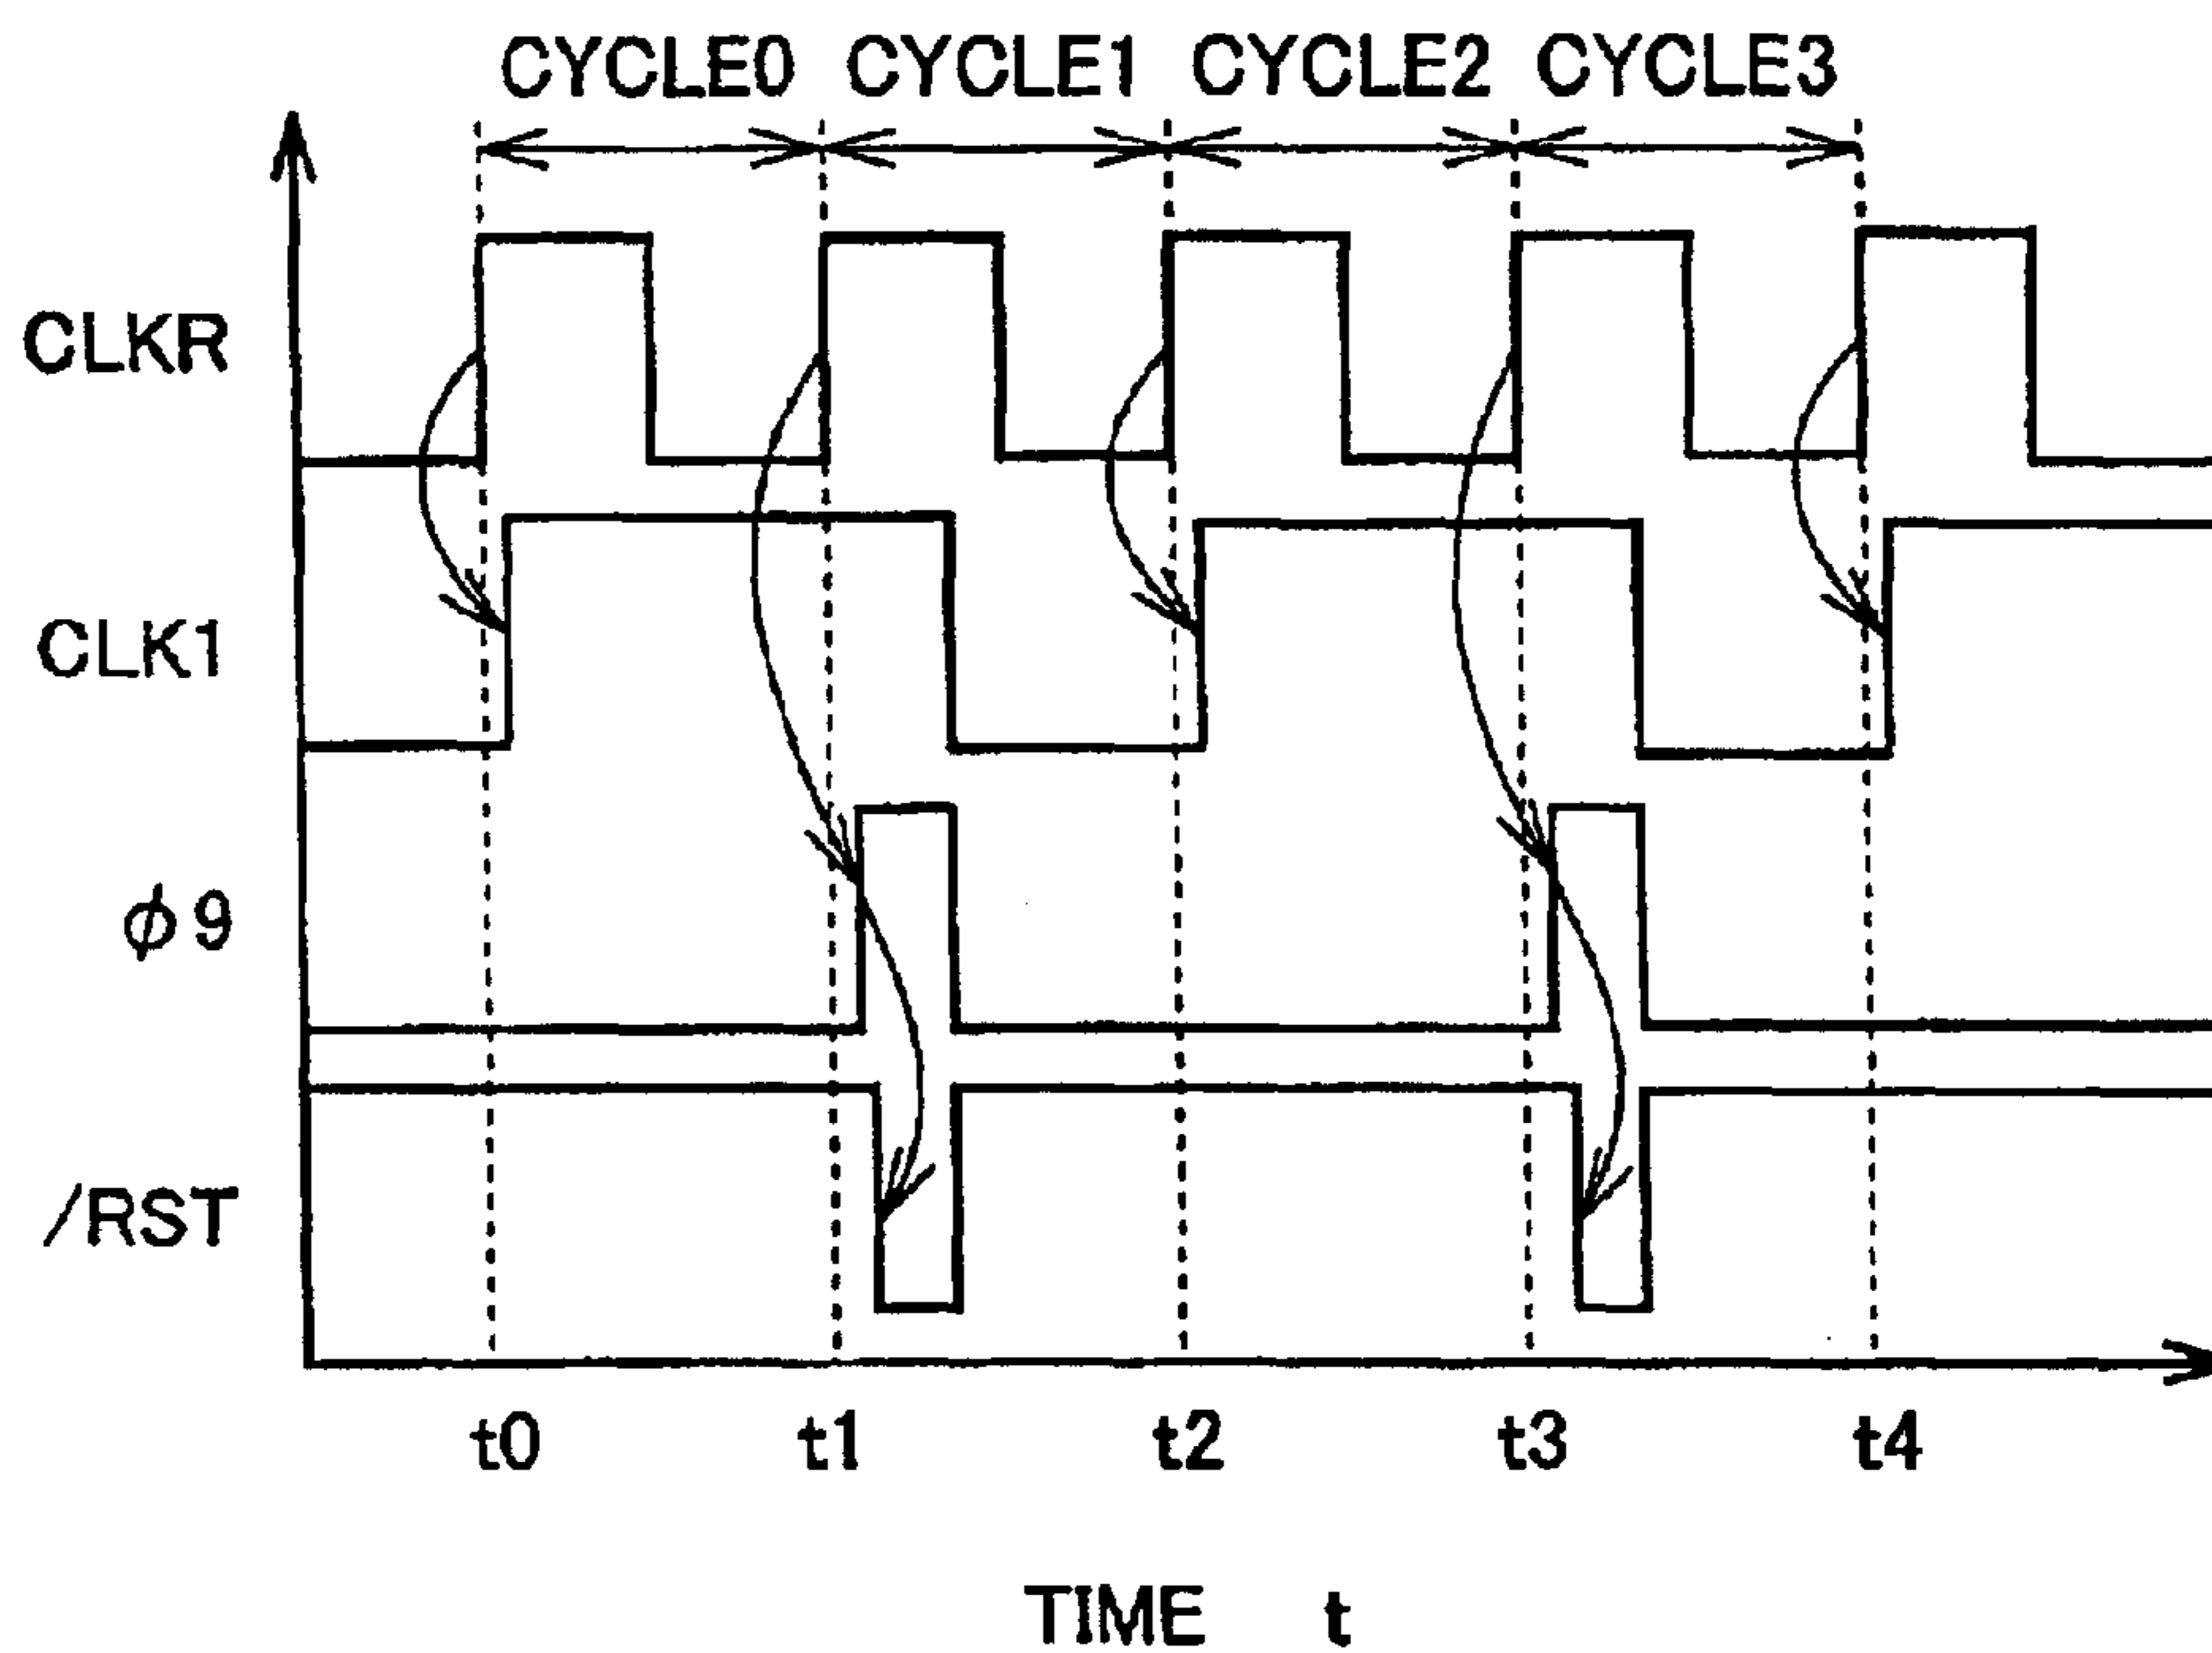 CYCLE0 CYCLE1 CYCLE2 CYCLE3
CLKR
CLK1
ϕ9
/RST
t0 t1 t2 t3 t4
TIME t